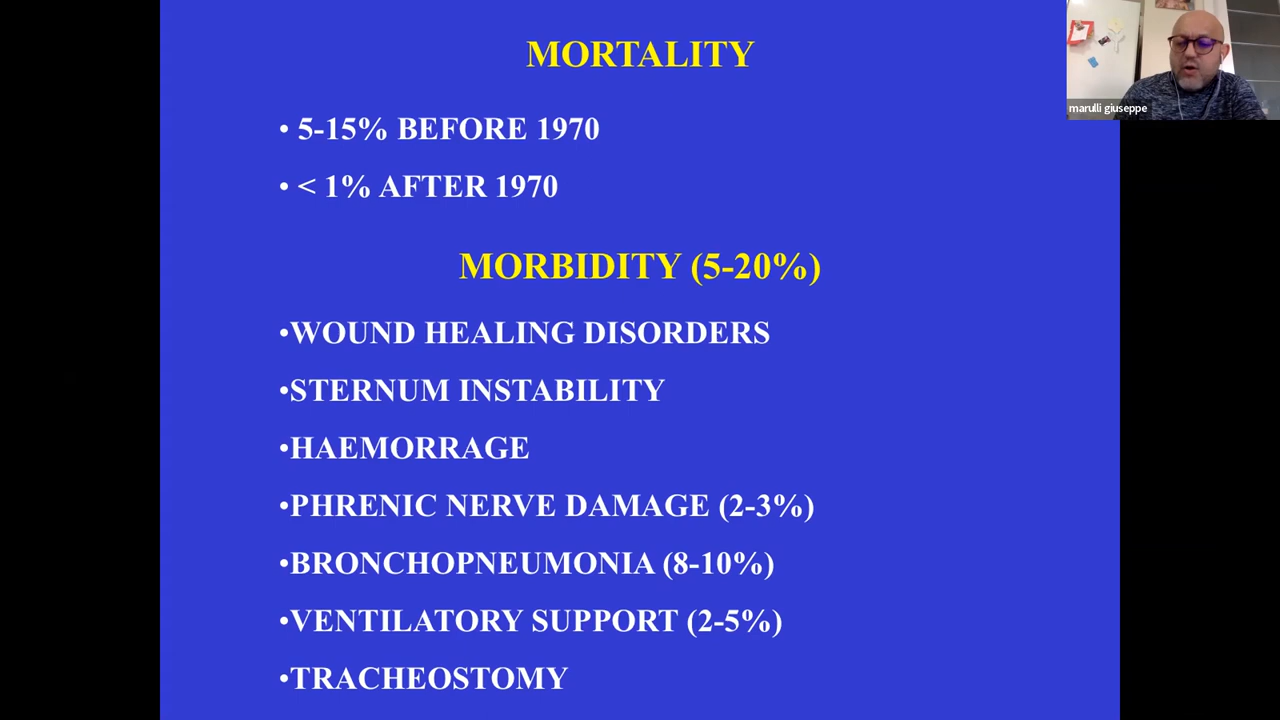 MORTALITY
• 5-15% BEFORE 1970
• < 1% AFTER 1970
MORBIDITY (5-20%)
•WOUND HEALING DISORDERS
•STERNUM INSTABILITY
•HAEMORRAGE
•PHRENIC NERVE DAMAGE (2-3%)
•BRONCHOPNEUMONIA (8-10%)
•VENTILATORY SUPPORT (2-5%)
•TRACHEOSTOMY
marulli giuseppe